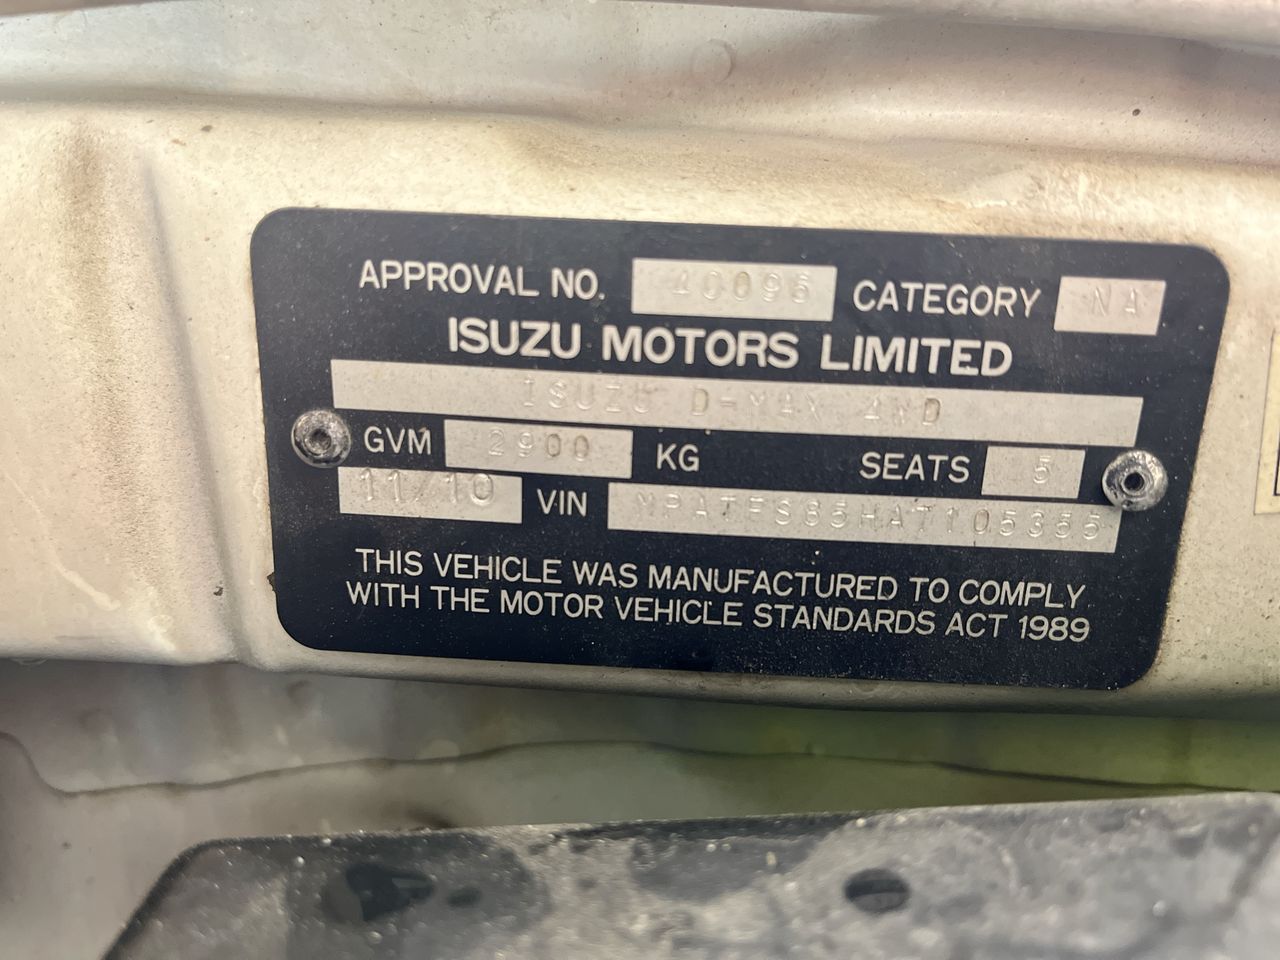 APPROVAL NO. 40096 CATEGORY NA
ISUZU MOTORS LIMITED
ISUZU D-MAX 4WD
GVM 2900 KG SEATS 5
11/10 VIN MPATFS85HAT105355
THIS VEHICLE WAS MANUFACTURED TO COMPLY
WITH THE MOTOR VEHICLE STANDARDS ACT 1989